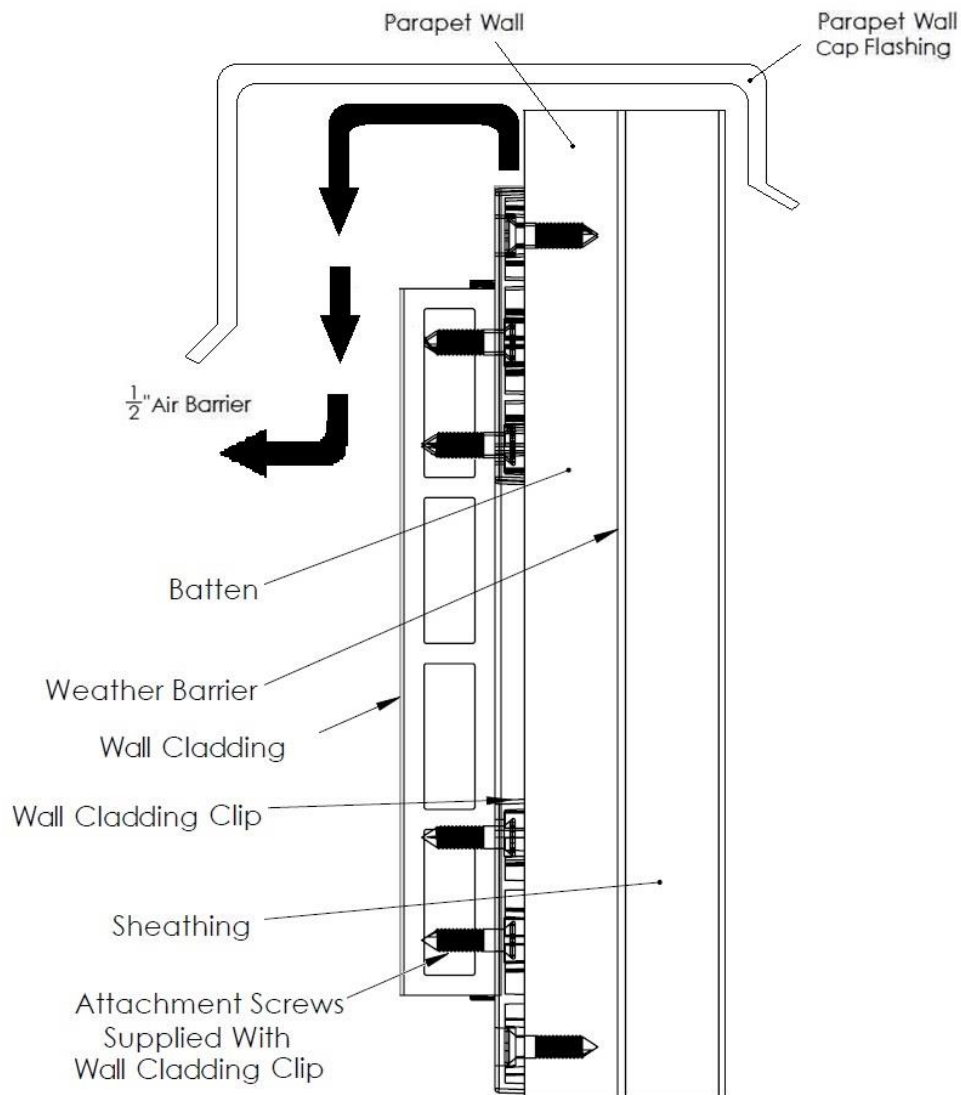 Parapet Wall
Parapet Wall
Cap Flashing
1/2" Air Barrier
Batten
Weather Barrier
Wall Cladding
Wall Cladding Clip
Sheathing
Attachment Screws
Supplied With
Wall Cladding Clip